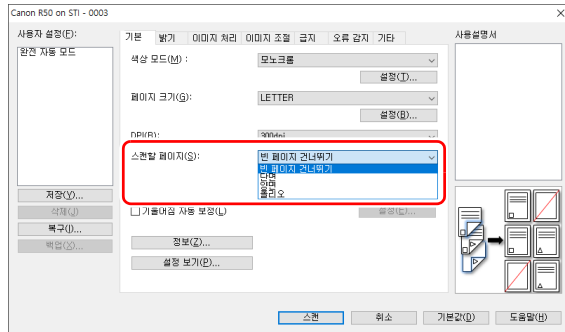 Canon R50 on STI - 0003
사용자 설정(F):
완전 자동 모드
저장(Y)...
삭제(J)
복구(I)...
백업(X)...
기본 밝기 이미지 처리 이미지 조절 급지 오류 감지 기타
색상 모드(M) :
모노크롬
설정(T)...
페이지 크기(G):
LETTER
설정(B)...
DPI(R):
300dpi
스캔할 페이지(S):
빈 페이지 건너뛰기
빈 페이지 건너뛰기
단면
양면
폴리오
기울어짐 자동 보정(L)
설정(E)...
정보(Z)...
설정 보기(P)...
사용설명서
스캔
취소
기본값(D)
도움말(H)